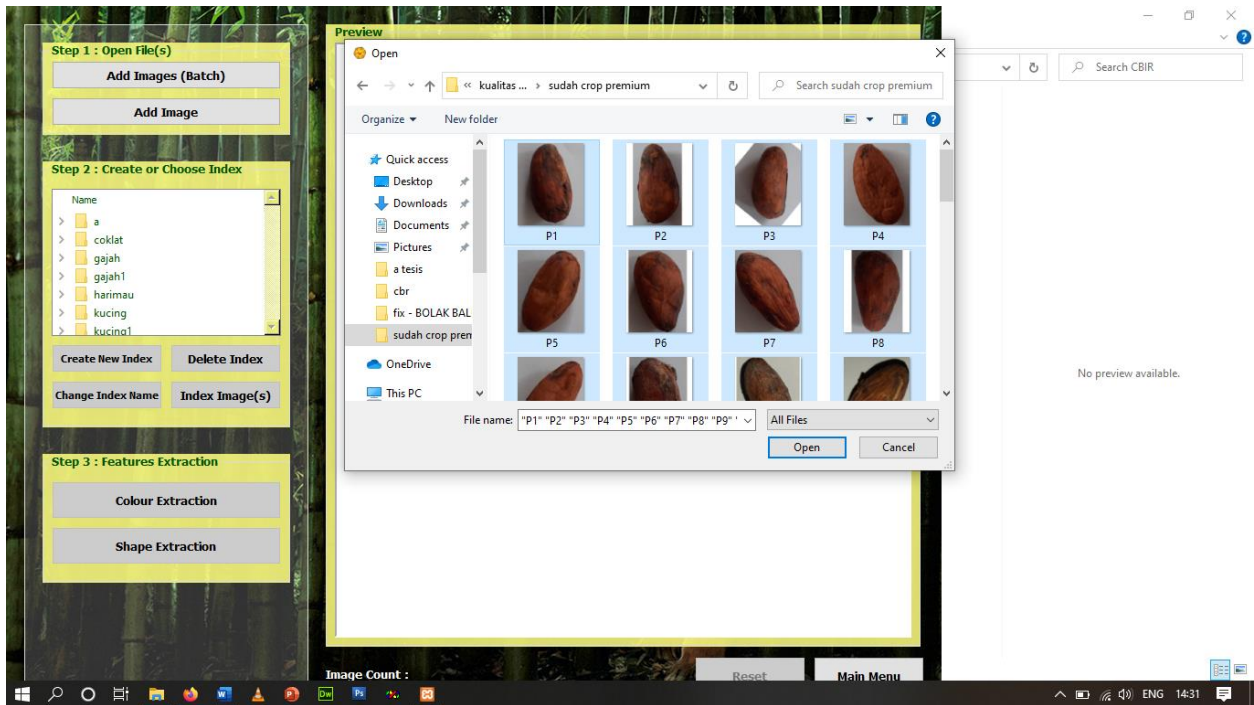 Step 1 : Open File(s)
Add Images (Batch)
Add Image
Step 2 : Create or Choose Index
Name
a
coklat
gajah
gajah1
harimau
kucing
kucing1
Create New Index
Delete Index
Change Index Name
Index Image(s)
Step 3 : Features Extraction
Colour Extraction
Shape Extraction
Preview
Open
« kualitas ... › sudah crop premium
Search sudah crop premium
Organize
New folder
Quick access
Desktop
Downloads
Documents
Pictures
a tesis
cbr
fix - BOLAK BAL
sudah crop pren
OneDrive
This PC
P1 P2 P3 P4
P5 P6 P7 P8
File name: "P1" "P2" "P3" "P4" "P5" "P6" "P7" "P8" "P9" '
All Files
Open
Cancel
Image Count :
Reset
Main Menu
Search CBIR
No preview available.
ENG 14:31